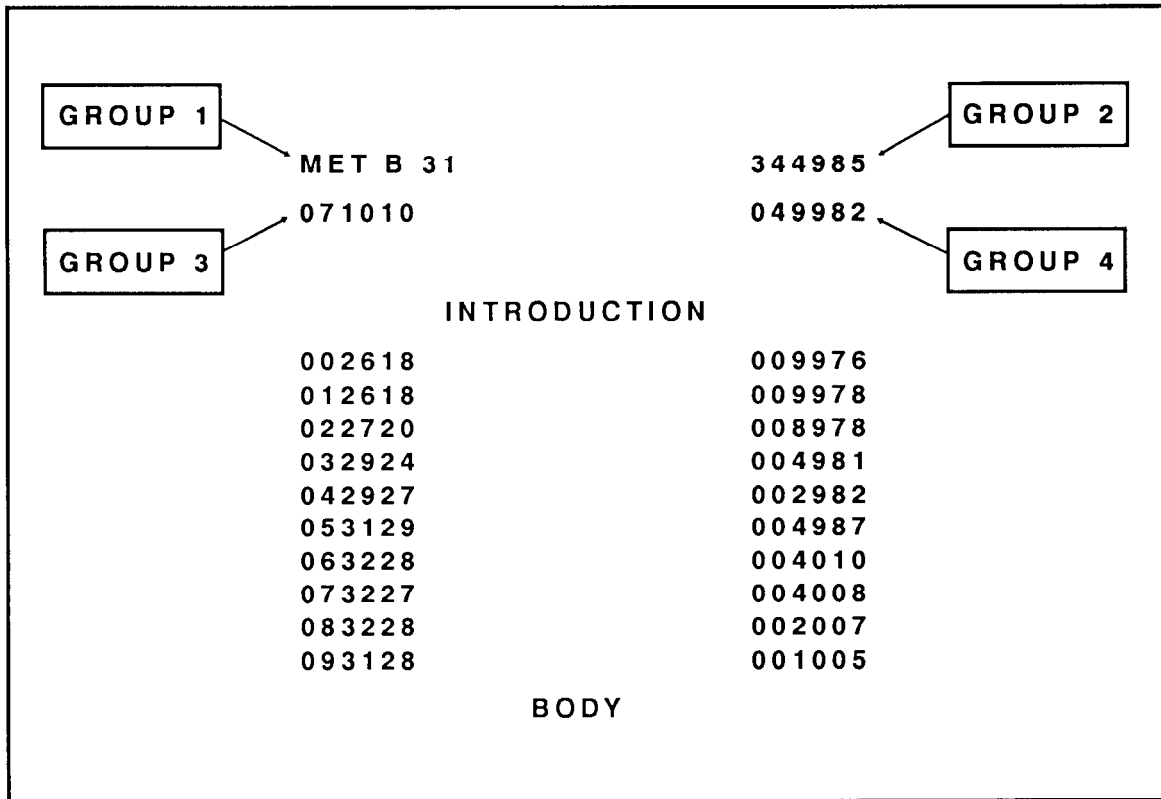 GROUP 1 GROUP 2
MET B 31 344985
071010 049982
GROUP 3 GROUP 4
INTRODUCTION
002618 009976
012618 009978
022720 008978
032924 004981
042927 002982
053129 004987
063228 004010
073227 004008
083228 002007
093128 001005
BODY